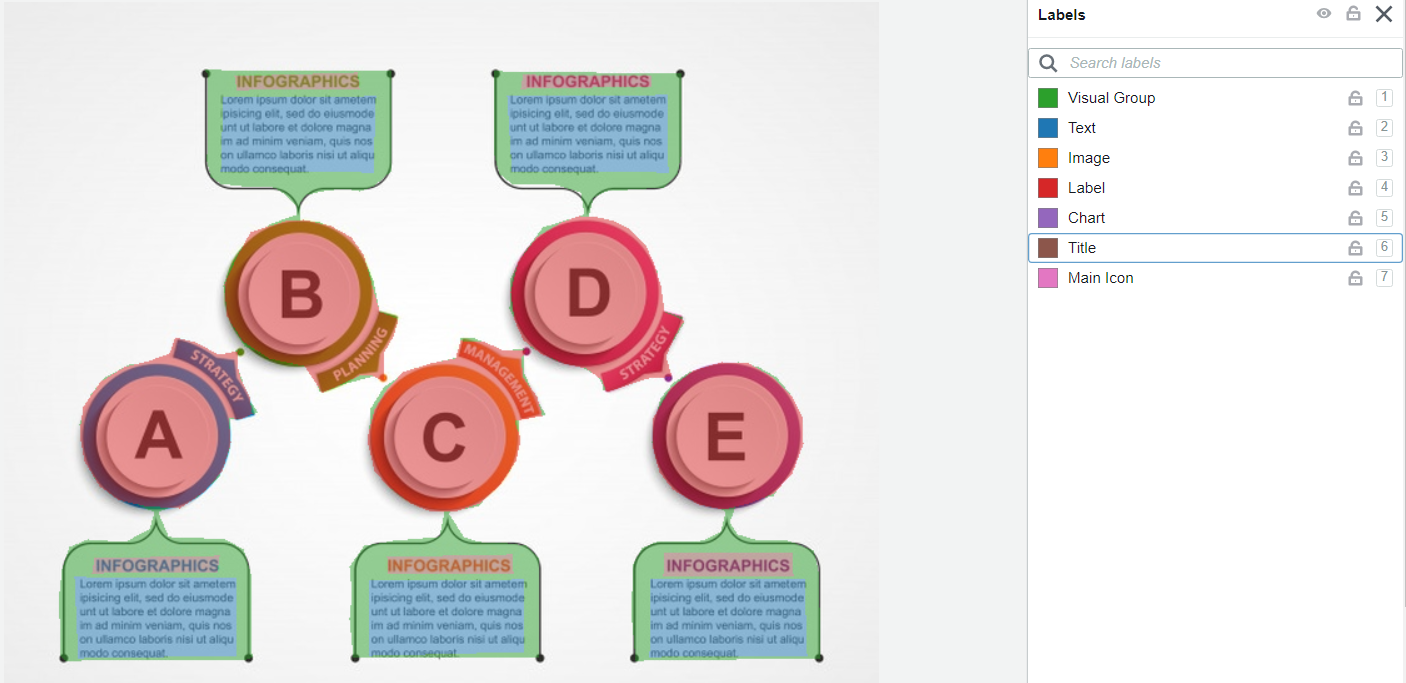 INFOGRAPHICS
Lorem ipsum dolor sit ametem
ipisicing elit, sed do eiusmode
unt ut labore et dolore magna
im ad minim veniam, quis nos
on ullamco laboris nisi ut aliqu
modo consequat.
INFOGRAPHICS
Lorem ipsum dolor sit ametem
ipisicing elit, sed do eiusmode
unt ut labore et dolore magna
im ad minim veniam, quis nos
on ullamco laboris nisi ut aliqu
modo consequat.
B
PLANNING
D
STRATEGY
A
STRATEGY
C
MANAGEMENT
E
INFOGRAPHICS
Lorem ipsum dolor sit ametem
ipisicing elit, sed do eiusmode
unt ut labore et dolore magna
im ad minim veniam, quis nos
on ullamco laboris nisi ut aliqu
modo consequat.
INFOGRAPHICS
Lorem ipsum dolor sit ametem
ipisicing elit, sed do eiusmode
unt ut labore et dolore magna
im ad minim veniam, quis nos
on ullamco laboris nisi ut aliqu
modo consequat.
INFOGRAPHICS
Lorem ipsum dolor sit ametem
ipisicing elit, sed do eiusmode
unt ut labore et dolore magna
im ad minim veniam, quis nos
on ullamco laboris nisi ut aliqu
modo consequat.
Labels
Search labels
Visual Group 1
Text 2
Image 3
Label 4
Chart 5
Title 6
Main Icon 7